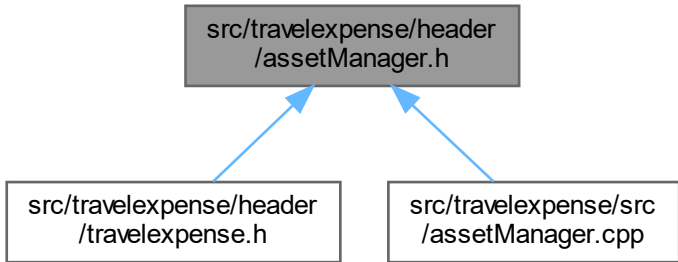 src/travelexpense/header
/assetManager.h
src/travelexpense/header
/travelexpense.h
src/travelexpense/src
/assetManager.cpp